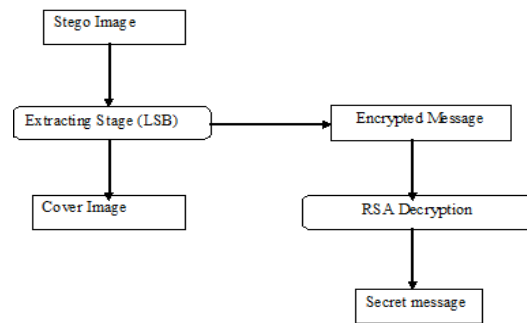 Stego Image
Extracting Stage (LSB)
Encrypted Message
Cover Image
RSA Decryption
Secret message